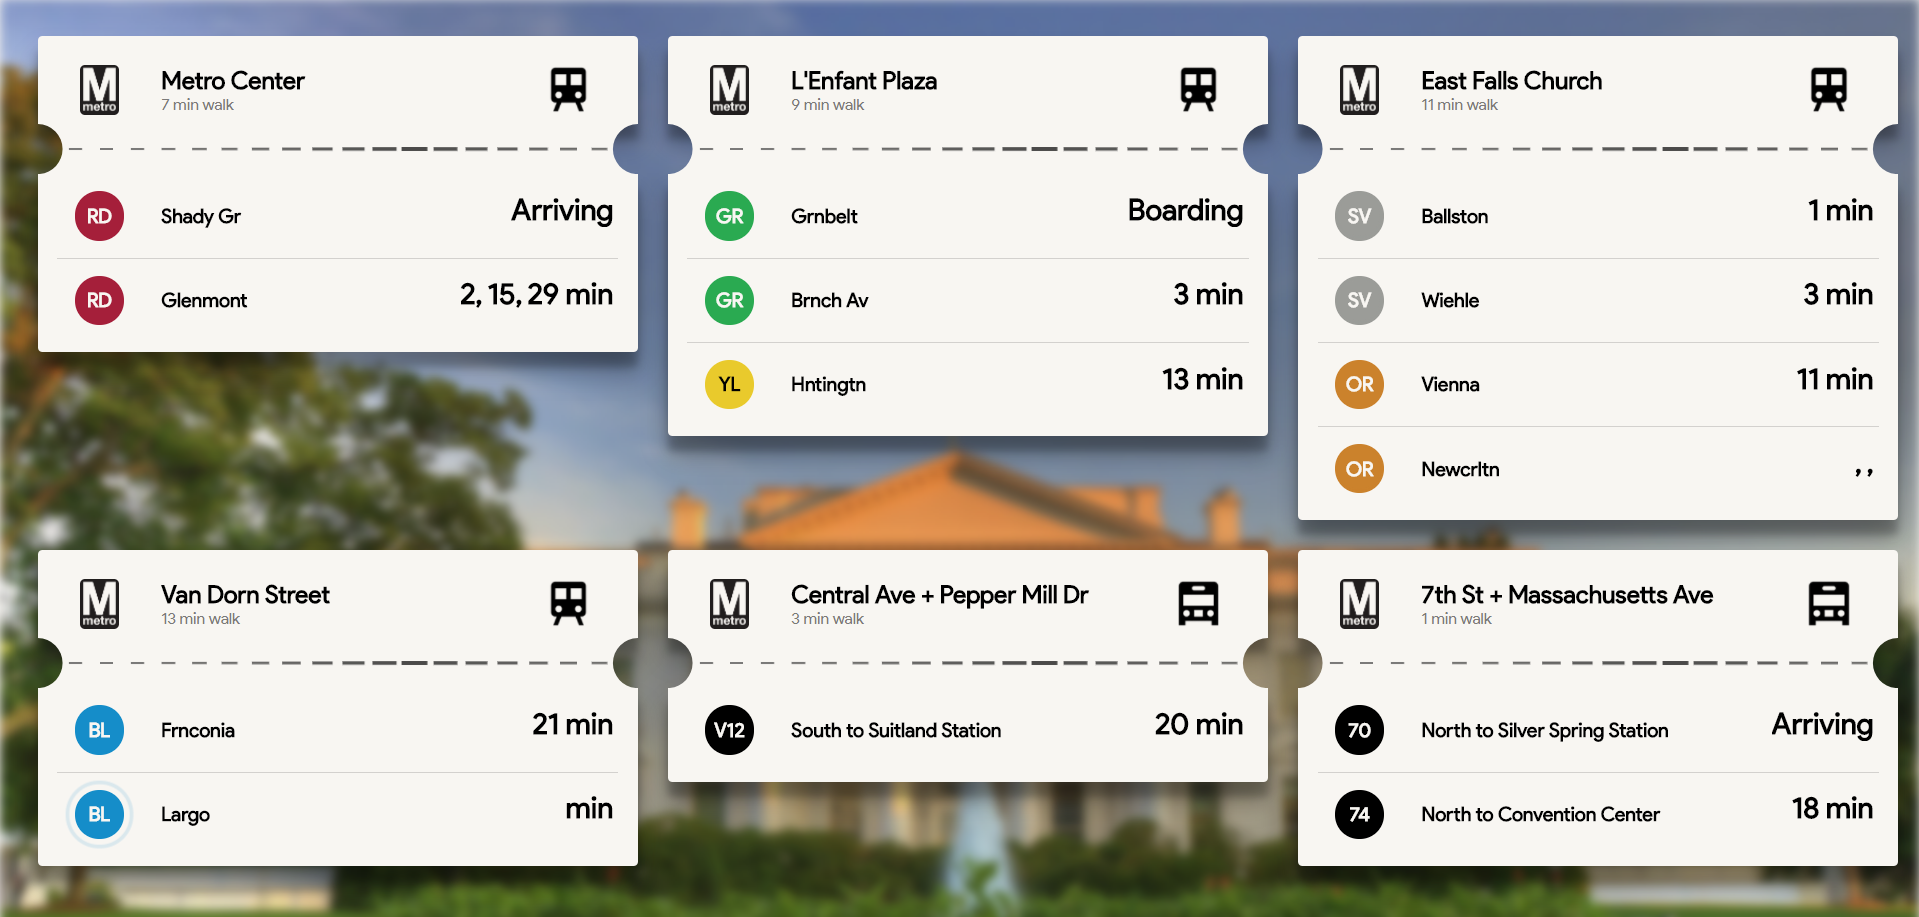 M
metro
Metro Center
7 min walk
RD Shady Gr Arriving
RD Glenmont 2, 15, 29 min
M
metro
L'Enfant Plaza
9 min walk
GR Grnbelt Boarding
GR Brnch Av 3 min
YL Hntingtn 13 min
M
metro
East Falls Church
11 min walk
SV Ballston 1 min
SV Wiehle 3 min
OR Vienna 11 min
OR Newcrltn , ,
M
metro
Van Dorn Street
13 min walk
BL Frnconia 21 min
BL Largo min
M
metro
Central Ave + Pepper Mill Dr
3 min walk
V12 South to Suitland Station 20 min
M
metro
7th St + Massachusetts Ave
1 min walk
70 North to Silver Spring Station Arriving
74 North to Convention Center 18 min